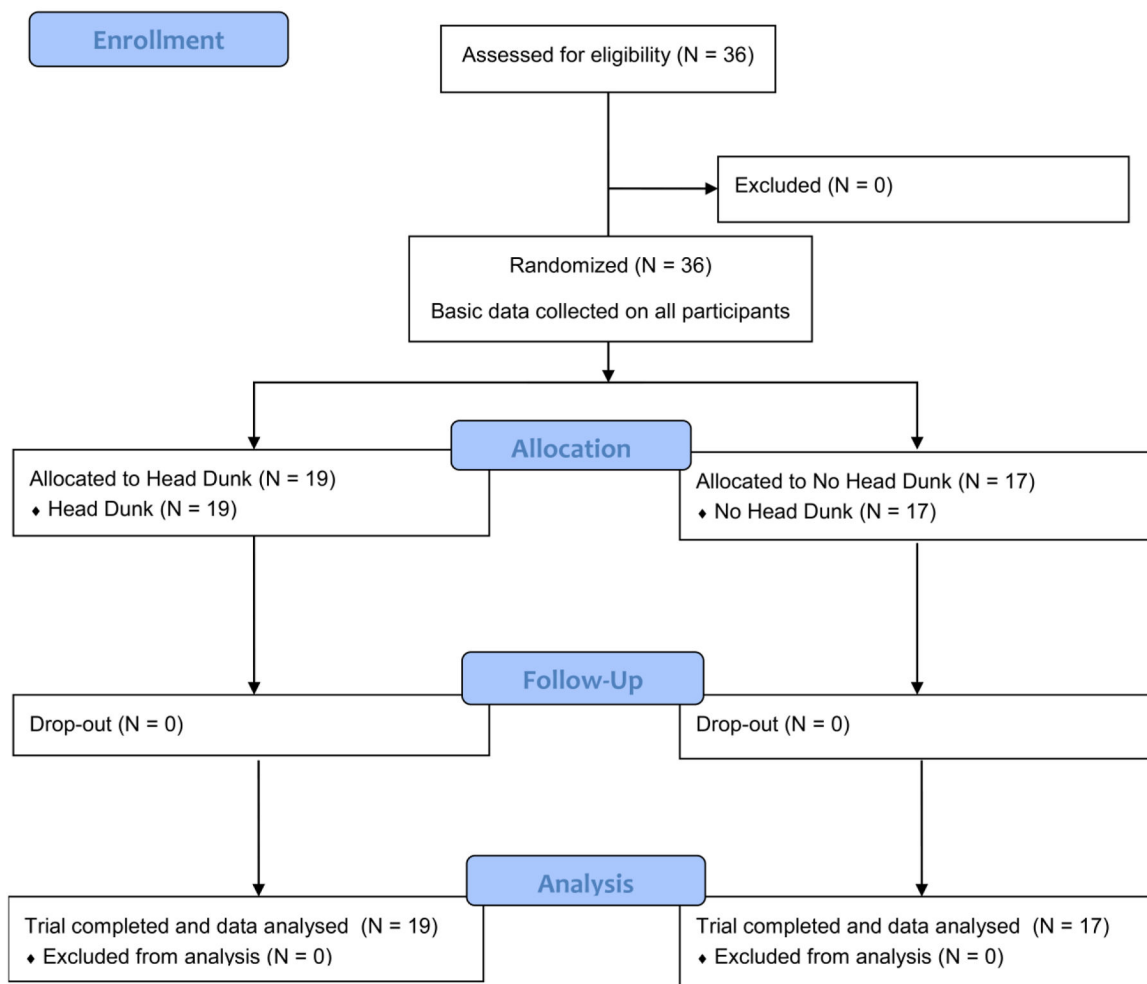 Enrollment
Assessed for eligibility (N = 36)
Excluded (N = 0)
Randomized (N = 36)
Basic data collected on all participants
Allocation
Allocated to Head Dunk (N = 19)
♦ Head Dunk (N = 19)
Allocated to No Head Dunk (N = 17)
♦ No Head Dunk (N = 17)
Follow-Up
Drop-out (N = 0)
Drop-out (N = 0)
Analysis
Trial completed and data analysed (N = 19)
♦ Excluded from analysis (N = 0)
Trial completed and data analysed (N = 17)
♦ Excluded from analysis (N = 0)